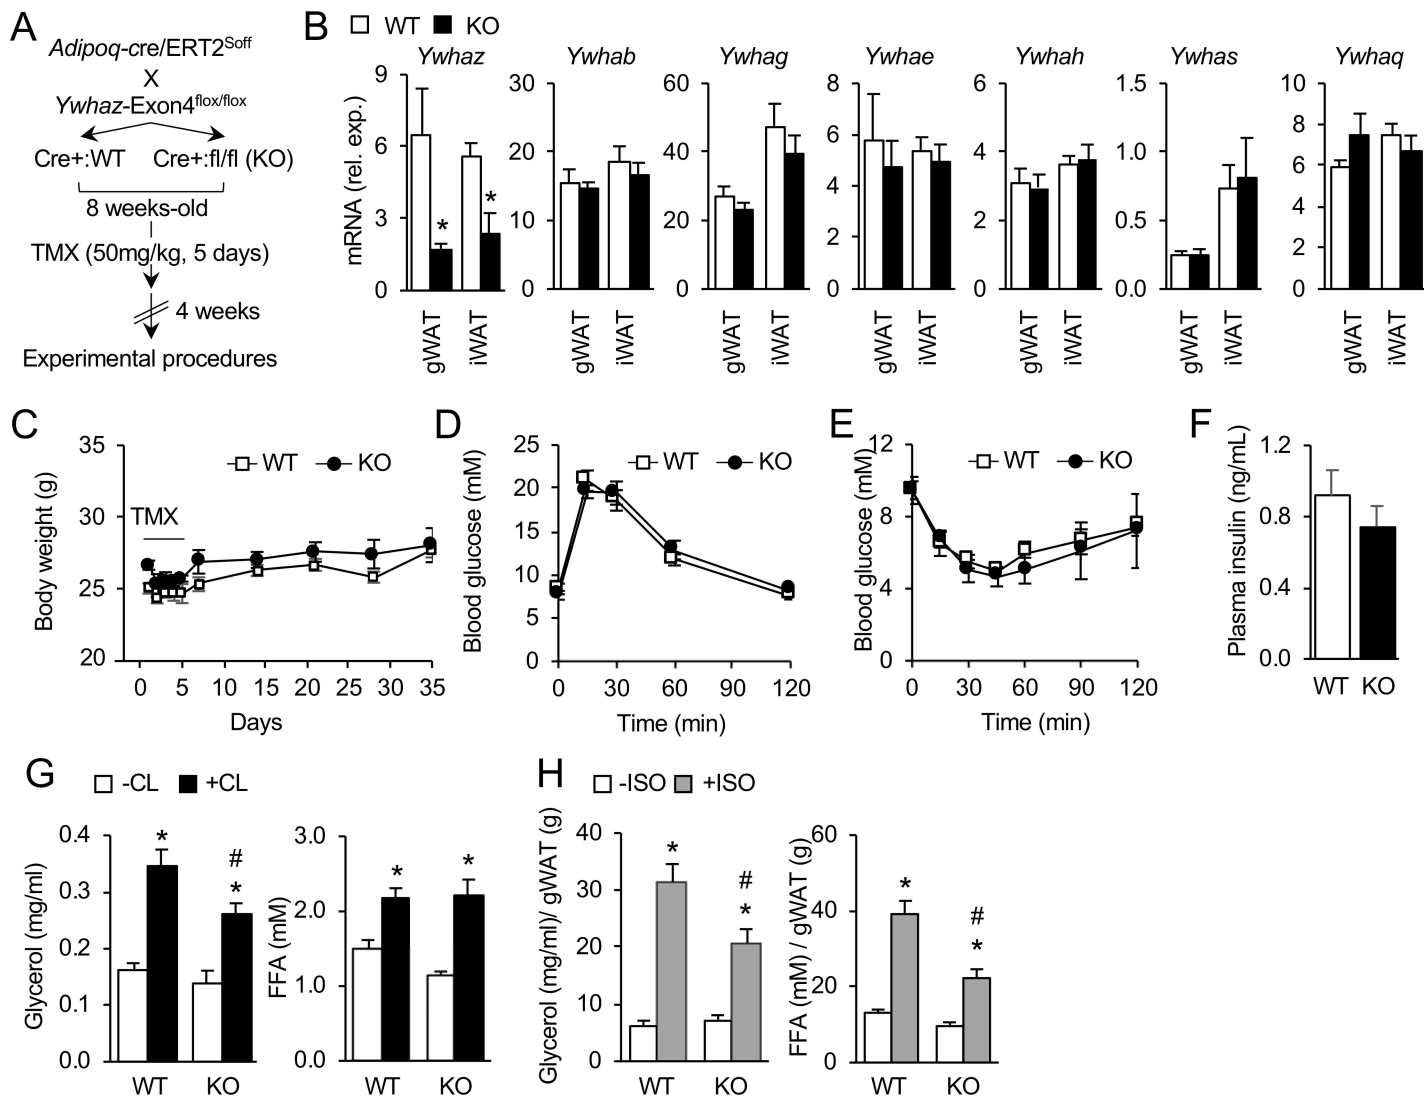 A
Adipoq-cre/ERT2Soff
X
Ywhaz-Exon4flox/flox
Cre+:WT Cre+:fl/fl (KO)
8 weeks-old
TMX (50mg/kg, 5 days)
4 weeks
Experimental procedures
B
WT KO
Ywhaz Ywhab Ywhag Ywhae Ywhah Ywhas Ywhaq
mRNA (rel. exp.)
9
6
3
0
gWAT
iWAT
*
*
30
20
10
0
gWAT
iWAT
60
40
20
0
gWAT
iWAT
8
6
4
2
0
gWAT
iWAT
6
4
2
0
gWAT
iWAT
1.5
1.0
0.5
0.0
gWAT
iWAT
10
8
6
4
2
0
gWAT
iWAT
C
Body weight (g)
35
30
25
20
WT KO
TMX
0 5 10 15 20 25 30 35
Days
D
Blood glucose (mM)
25
20
15
10
5
0
WT KO
0 30 60 90 120
Time (min)
E
Blood glucose (mM)
12
8
4
0
WT KO
0 30 60 90 120
Time (min)
F
Plasma insulin (ng/mL)
1.2
0.8
0.4
0.0
WT KO
G
-CL +CL
Glycerol (mg/ml)
0.4
0.3
0.2
0.1
0.0
*
#
*
WT KO
FFA (mM)
3.0
2.0
1.0
0.0
*
*
WT KO
H
-ISO +ISO
Glycerol (mg/ml)/ gWAT (g)
40
30
20
10
0
*
#
*
WT KO
FFA (mM) / gWAT (g)
60
40
20
0
*
#
*
WT KO